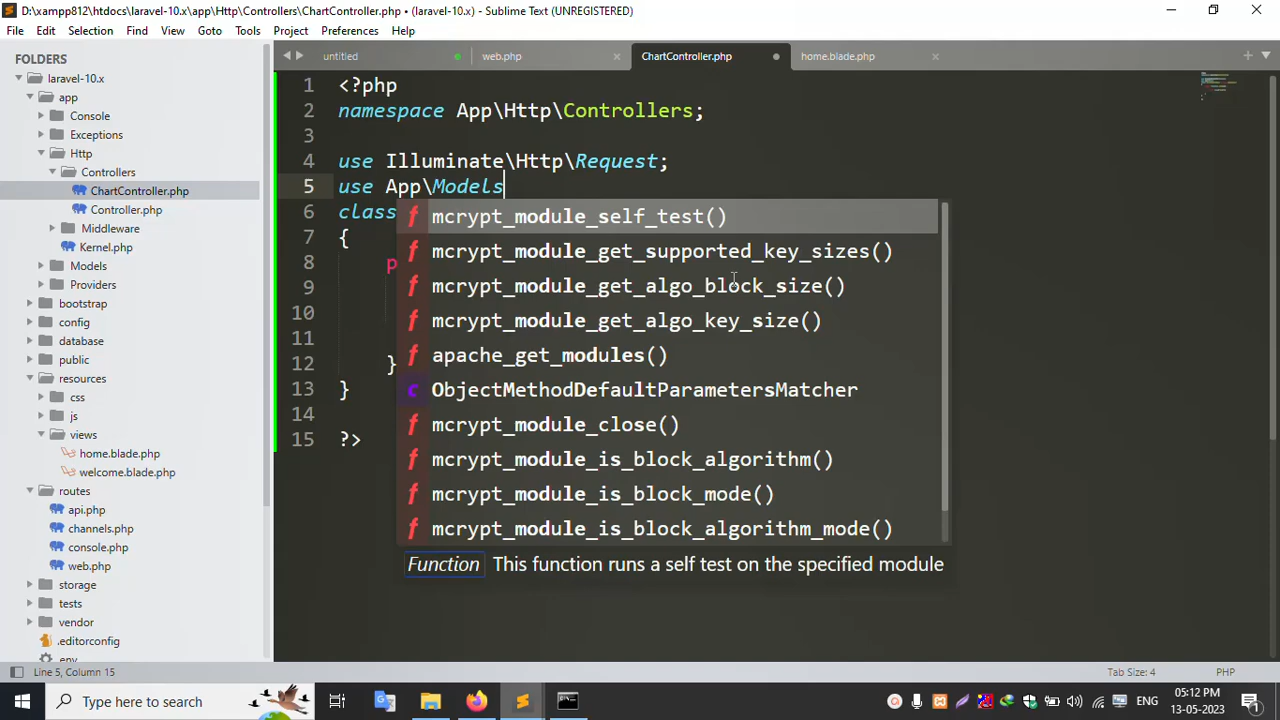 D:\xampp812\htdocs\laravel-10.x\app\Http\Controllers\ChartController.php • (laravel-10.x) - Sublime Text (UNREGISTERED)
File Edit Selection Find View Goto Tools Project Preferences Help
FOLDERS
laravel-10.x
app
Console
Exceptions
Http
Controllers
ChartController.php
Controller.php
Middleware
Kernel.php
Models
Providers
bootstrap
config
database
public
resources
css
js
views
home.blade.php
welcome.blade.php
routes
api.php
channels.php
console.php
web.php
storage
tests
vendor
.editorconfig
.env
untitled web.php ChartController.php home.blade.php
1 <?php
2 namespace App\Http\Controllers;
3
4 use Illuminate\Http\Request;
5 use App\Models
6 class
7 {
8 p
9
10
11
12 }
13 }
14
15 ?>
f mcrypt_module_self_test()
f mcrypt_module_get_supported_key_sizes()
f mcrypt_module_get_algo_block_size()
f mcrypt_module_get_algo_key_size()
f apache_get_modules()
c ObjectMethodDefaultParametersMatcher
f mcrypt_module_close()
f mcrypt_module_is_block_algorithm()
f mcrypt_module_is_block_mode()
f mcrypt_module_is_block_algorithm_mode()
Function This function runs a self test on the specified module
Line 5, Column 15 Tab Size: 4 PHP
Type here to search ENG 05:12 PM
13-05-2023 1